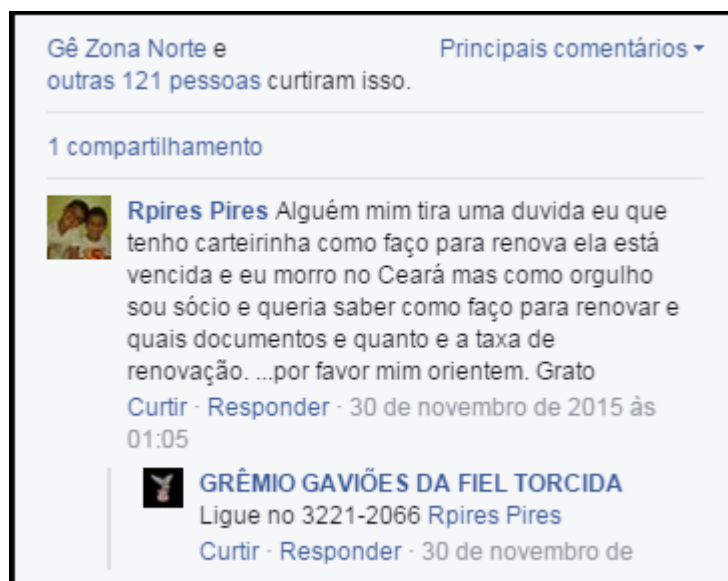 Gê Zona Norte e
Principais comentários
outras 121 pessoas curtiram isso.
1 compartilhamento
Rpires Pires Alguém mim tira uma duvida eu que
tenho carteirinha como faço para renova ela está
vencida e eu morro no Ceará mas como orgulho
sou sócio e queria saber como faço para renovar e
quais documentos e quanto e a taxa de
renovação. ...por favor mim orientem. Grato
Curtir · Responder · 30 de novembro de 2015 às
01:05
GRÊMIO GAVIÕES DA FIEL TORCIDA
Ligue no 3221-2066 Rpires Pires
Curtir · Responder · 30 de novembro de